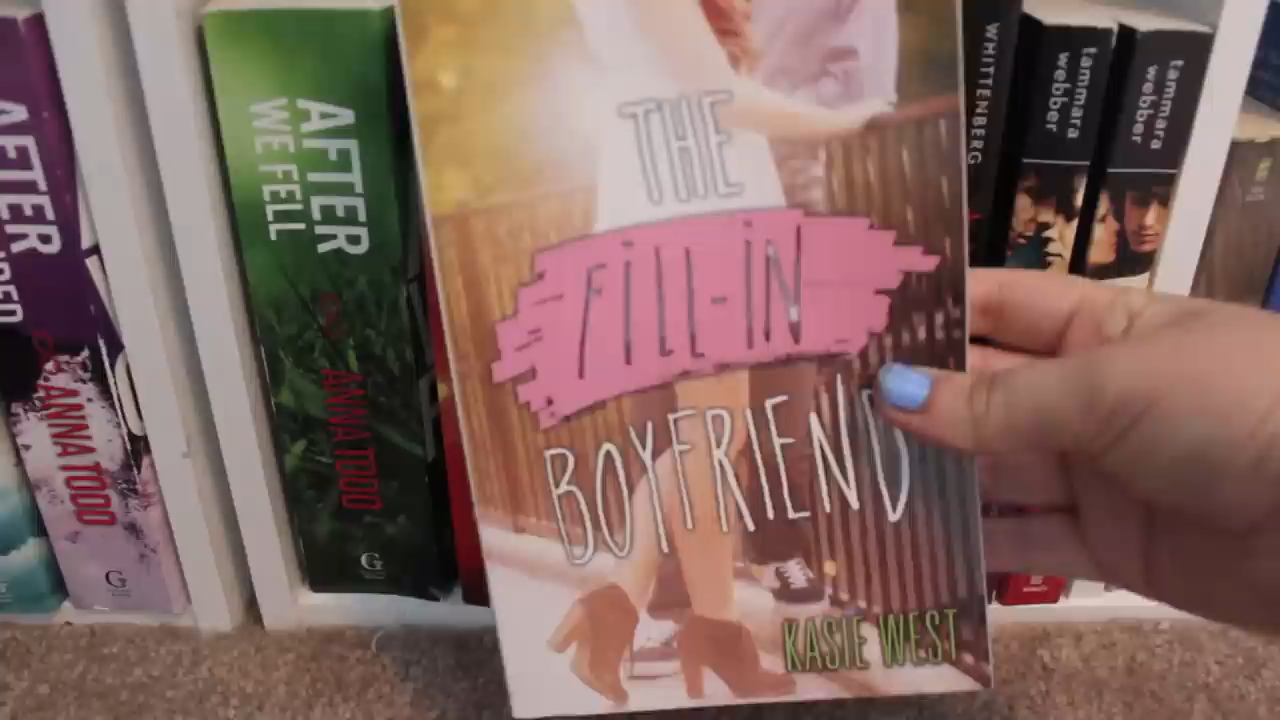 AFTER
ANNA TODD
G
AFTER
WE FELL
ANNA TODD
G
THE
FILL-IN
BOYFRIEND
KASIE WEST
WHITTENBERG
tammara
webber
tammara
webber